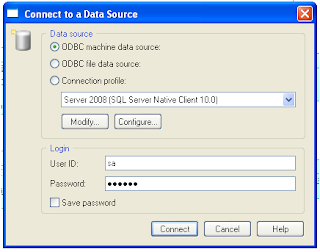 Connect to a Data Source
Data source
ODBC machine data source:
ODBC file data source:
Connection profile:
Server 2008 (SQL Server Native Client 10.0)
Modify... Configure...
Login
User ID: sa
Password: ●●●●●●
Save password
Connect Cancel Help